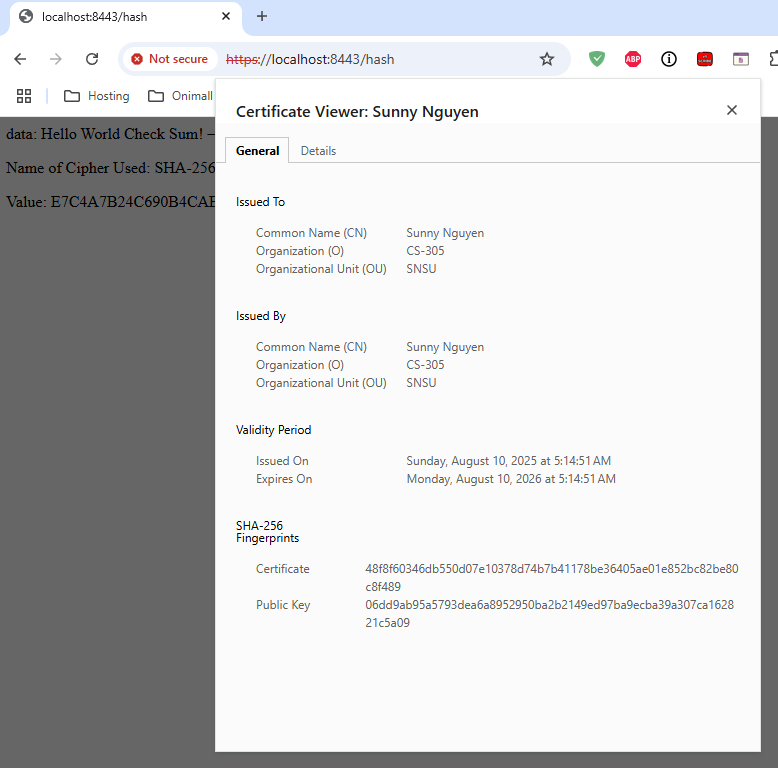 localhost:8443/hash
Not secure https://localhost:8443/hash ABP
Hosting Onimall
Certificate Viewer: Sunny Nguyen
General Details
data: Hello World Check Sum! –
Name of Cipher Used: SHA-256
Value: E7C4A7B24C690B4CAE
Issued To
Common Name (CN) Sunny Nguyen
Organization (O) CS-305
Organizational Unit (OU) SNSU
Issued By
Common Name (CN) Sunny Nguyen
Organization (O) CS-305
Organizational Unit (OU) SNSU
Validity Period
Issued On Sunday, August 10, 2025 at 5:14:51 AM
Expires On Monday, August 10, 2026 at 5:14:51 AM
SHA-256
Fingerprints
Certificate 48f8f60346db550d07e10378d74b7b41178be36405ae01e852bc82be80
c8f489
Public Key 06dd9ab95a5793dea6a8952950ba2b2149ed97ba9ecba39a307ca1628
21c5a09